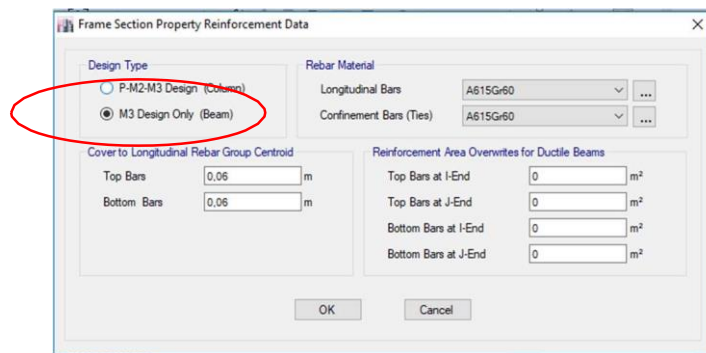 Frame Section Property Reinforcement Data
Design Type
P-M2-M3 Design (Column)
M3 Design Only (Beam)
Rebar Material
Longitudinal Bars A615Gr60 ...
Confinement Bars (Ties) A615Gr60 ...
Cover to Longitudinal Rebar Group Centroid
Top Bars 0,06 m
Bottom Bars 0,06 m
Reinforcement Area Overwrites for Ductile Beams
Top Bars at I-End 0 m²
Top Bars at J-End 0 m²
Bottom Bars at I-End 0 m²
Bottom Bars at J-End 0 m²
OK Cancel